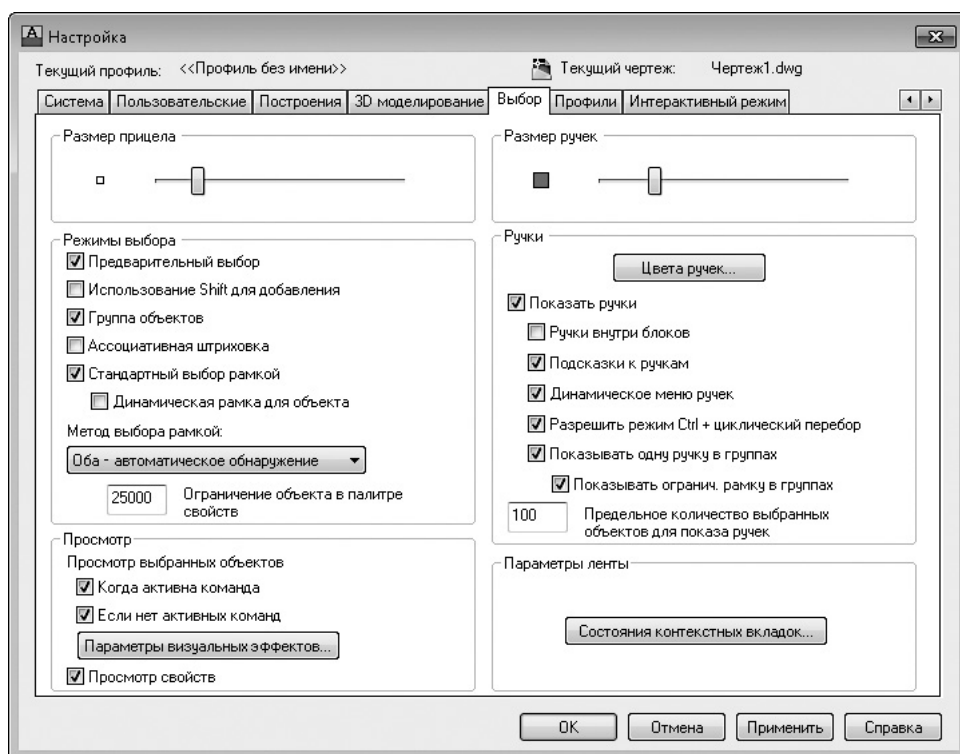 Настройка
Текущий профиль: <<Профиль без имени>> Текущий чертеж: Чертеж1.dwg
Система Пользовательские Построения 3D моделирование Выбор Профили Интерактивный режим
Размер прицела
Размер ручек
Режимы выбора
Предварительный выбор
Использование Shift для добавления
Группа объектов
Ассоциативная штриховка
Стандартный выбор рамкой
Динамическая рамка для объекта
Метод выбора рамкой:
Оба - автоматическое обнаружение
25000 Ограничение объекта в палитре
свойств
Ручки
Цвета ручек...
Показать ручки
Ручки внутри блоков
Подсказки к ручкам
Динамическое меню ручек
Разрешить режим Ctrl + циклический перебор
Показывать одну ручку в группах
Показывать огранич. рамку в группах
100 Предельное количество выбранных
объектов для показа ручек
Просмотр
Просмотр выбранных объектов
Когда активна команда
Если нет активных команд
Параметры визуальных эффектов...
Просмотр свойств
Параметры ленты
Состояния контекстных вкладок...
OK Отмена Применить Справка